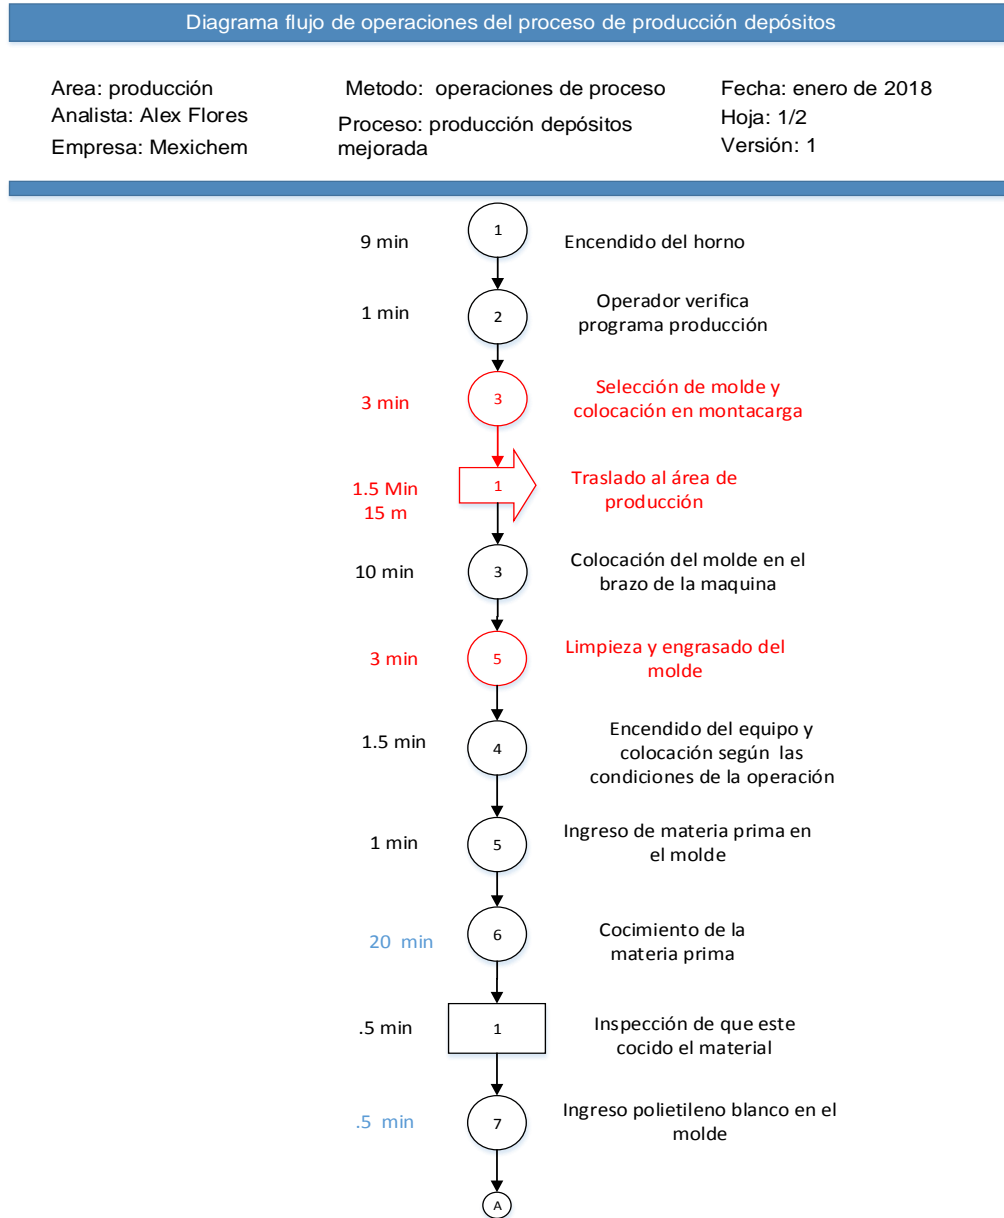 Diagrama flujo de operaciones del proceso de producción depósitos
Area: producción
Analista: Alex Flores
Empresa: Mexichem
Metodo: operaciones de proceso
Proceso: producción depósitos
mejorada
Fecha: enero de 2018
Hoja: 1/2
Versión: 1
9 min
1
Encendido del horno
1 min
2
Operador verifica
programa producción
3 min
3
Selección de molde y
colocación en montacarga
1.5 Min
15 m
1
Traslado al área de
producción
10 min
3
Colocación del molde en el
brazo de la maquina
3 min
5
Limpieza y engrasado del
molde
1.5 min
4
Encendido del equipo y
colocación según las
condiciones de la operación
1 min
5
Ingreso de materia prima en
el molde
20 min
6
Cocimiento de la
materia prima
.5 min
1
Inspección de que este
cocido el material
.5 min
7
Ingreso polietileno blanco en el
molde
A